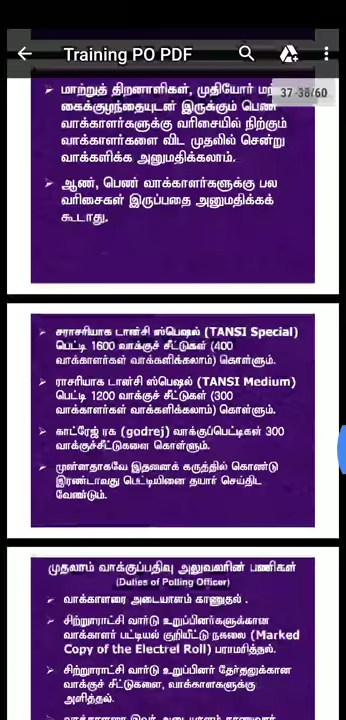 Training PO PDF
37-38/60
➤ மாற்றுத் திறனாளிகள், முதியோர்
கைக்குழந்தையுடன் இருக்கும் பெண்
வாக்காளர்களுக்கு வரிசையில் நிற்கும்
வாக்காளர்களை விட முதலில் சென்று
வாக்களிக்க அனுமதிக்கலாம்.
➤ ஆண், பெண் வாக்காளர்களுக்கு பல
வரிசைகள் இருப்பதை அனுமதிக்கக்
கூடாது.
➤ சராசரியாக டான்சி ஸ்பெஷல் (TANSI Special)
பெட்டி 1600 வாக்குச் சீட்டுகள் (400
வாக்காளர்கள் வாக்களிக்கலாம்) கொள்ளும்.
➤ ராசரியாக டான்சி ஸ்பெஷல் (TANSI Medium)
பெட்டி 1200 வாக்குச் சீட்டுகள் (300
வாக்காளர்கள் வாக்களிக்கலாம்) கொள்ளும்.
➤ காட்ரேஜ் ரக (godrej) வாக்குப்பெட்டிகள் 300
வாக்குச்சீட்டுகளை கொள்ளும்.
➤ முன்னதாகவே இதனைக் கருத்தில் கொண்டு
இரண்டாவது பெட்டியினை தயார் செய்திட
வேண்டும்.
முதலாம் வாக்குப்பதிவு அலுவலரின் பணிகள்
(Duties of Polling Officer)
➤ வாக்காளரை அடையாளம் காணுதல் .
➤ சிற்றுராட்சி வார்டு உறுப்பினர்களுக்கான
வாக்காளர் பட்டியல் குறியீட்டு நகலை (Marked
Copy of the Electrel Roll) பராமரித்தல்.
➤ சிற்றுராட்சி வார்டு உறுப்பினர் தேர்தலுக்கான
வாக்குச் சீட்டுகளை, வாக்காளகளுக்கு
அளித்தல்.